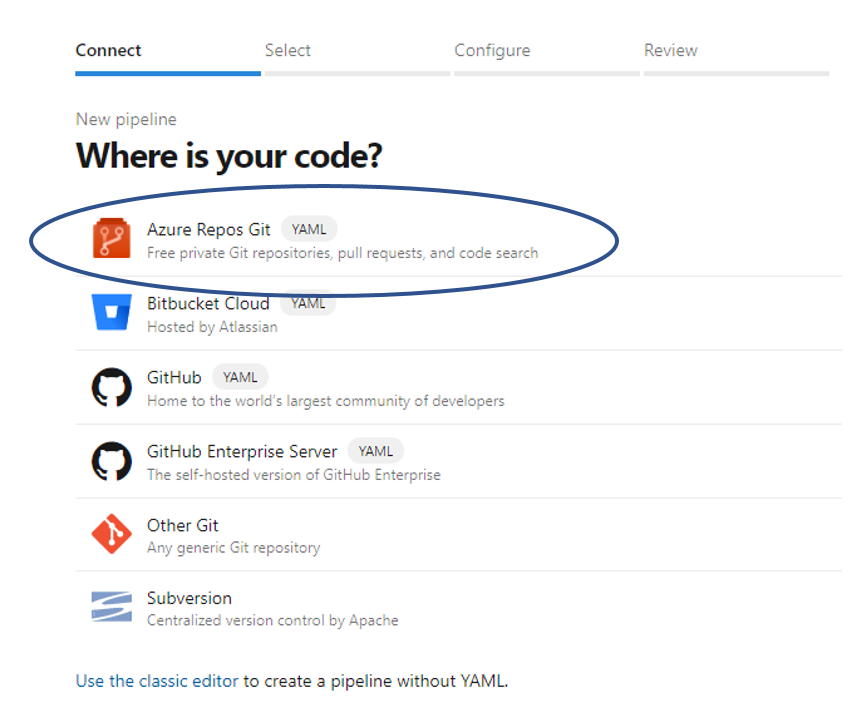 Connect Select Configure Review
New pipeline
Where is your code?
Azure Repos Git YAML
Free private Git repositories, pull requests, and code search
Bitbucket Cloud YAML
Hosted by Atlassian
GitHub YAML
Home to the world's largest community of developers
GitHub Enterprise Server YAML
The self-hosted version of GitHub Enterprise
Other Git
Any generic Git repository
Subversion
Centralized version control by Apache
Use the classic editor to create a pipeline without YAML.